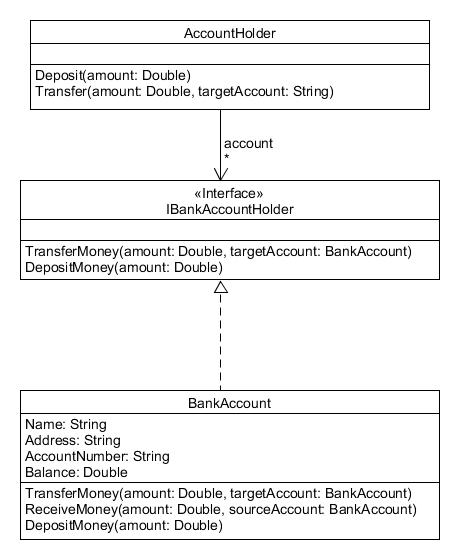 AccountHolder
Deposit(amount: Double)
Transfer(amount: Double, targetAccount: String)
account
*
«Interface»
IBankAccountHolder
TransferMoney(amount: Double, targetAccount: BankAccount)
DepositMoney(amount: Double)
BankAccount
Name: String
Address: String
AccountNumber: String
Balance: Double
TransferMoney(amount: Double, targetAccount: BankAccount)
ReceiveMoney(amount: Double, sourceAccount: BankAccount)
DepositMoney(amount: Double)